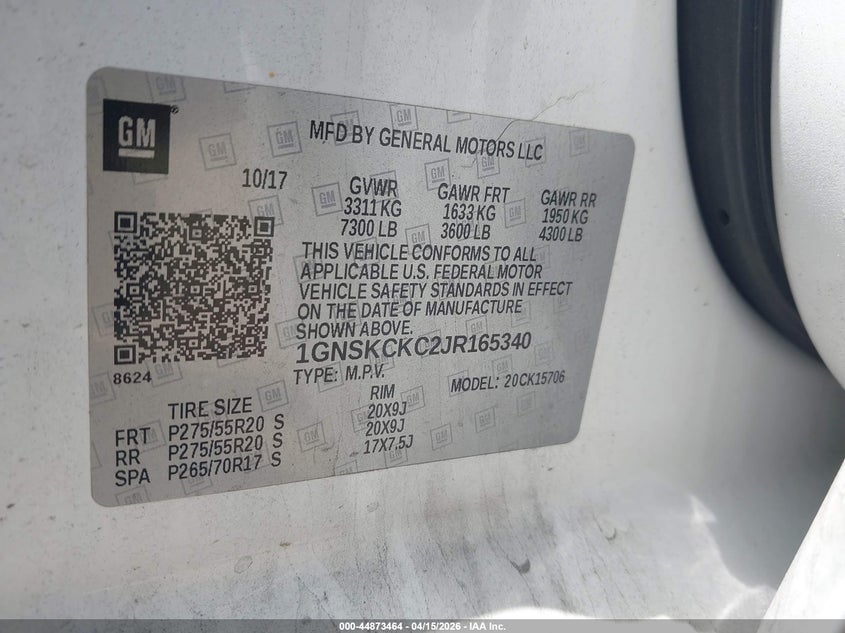 GM
MFD BY GENERAL MOTORS LLC
10/17
GVWR GAWR FRT GAWR RR
3311 KG 1633 KG 1950 KG
7300 LB 3600 LB 4300 LB
THIS VEHICLE CONFORMS TO ALL
APPLICABLE U.S. FEDERAL MOTOR
VEHICLE SAFETY STANDARDS IN EFFECT
ON THE DATE OF MANUFACTURE
SHOWN ABOVE.
1GNSKCKC2JR165340
8624
TYPE: M.P.V. MODEL: 20CK15706
TIRE SIZE RIM
FRT P275/55R20 S 20X9J
RR P275/55R20 S 20X9J
SPA P265/70R17 S 17X7.5J
000-44873464 - 04/15/2026 - IAA Inc.